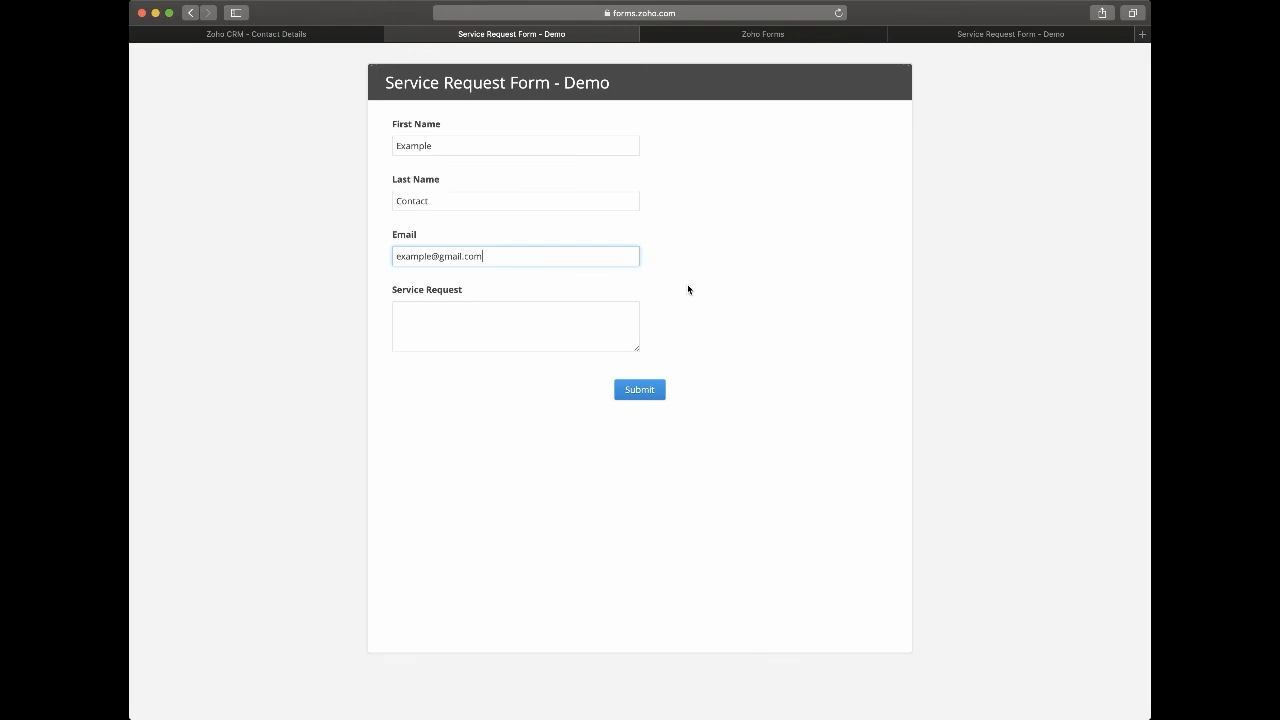 forms.zoho.com
Zoho CRM - Contact Details
Service Request Form - Demo
Zoho Forms
Service Request Form - Demo
Service Request Form - Demo
First Name
Example
Last Name
Contact
Email
example@gmail.com
Service Request
Submit